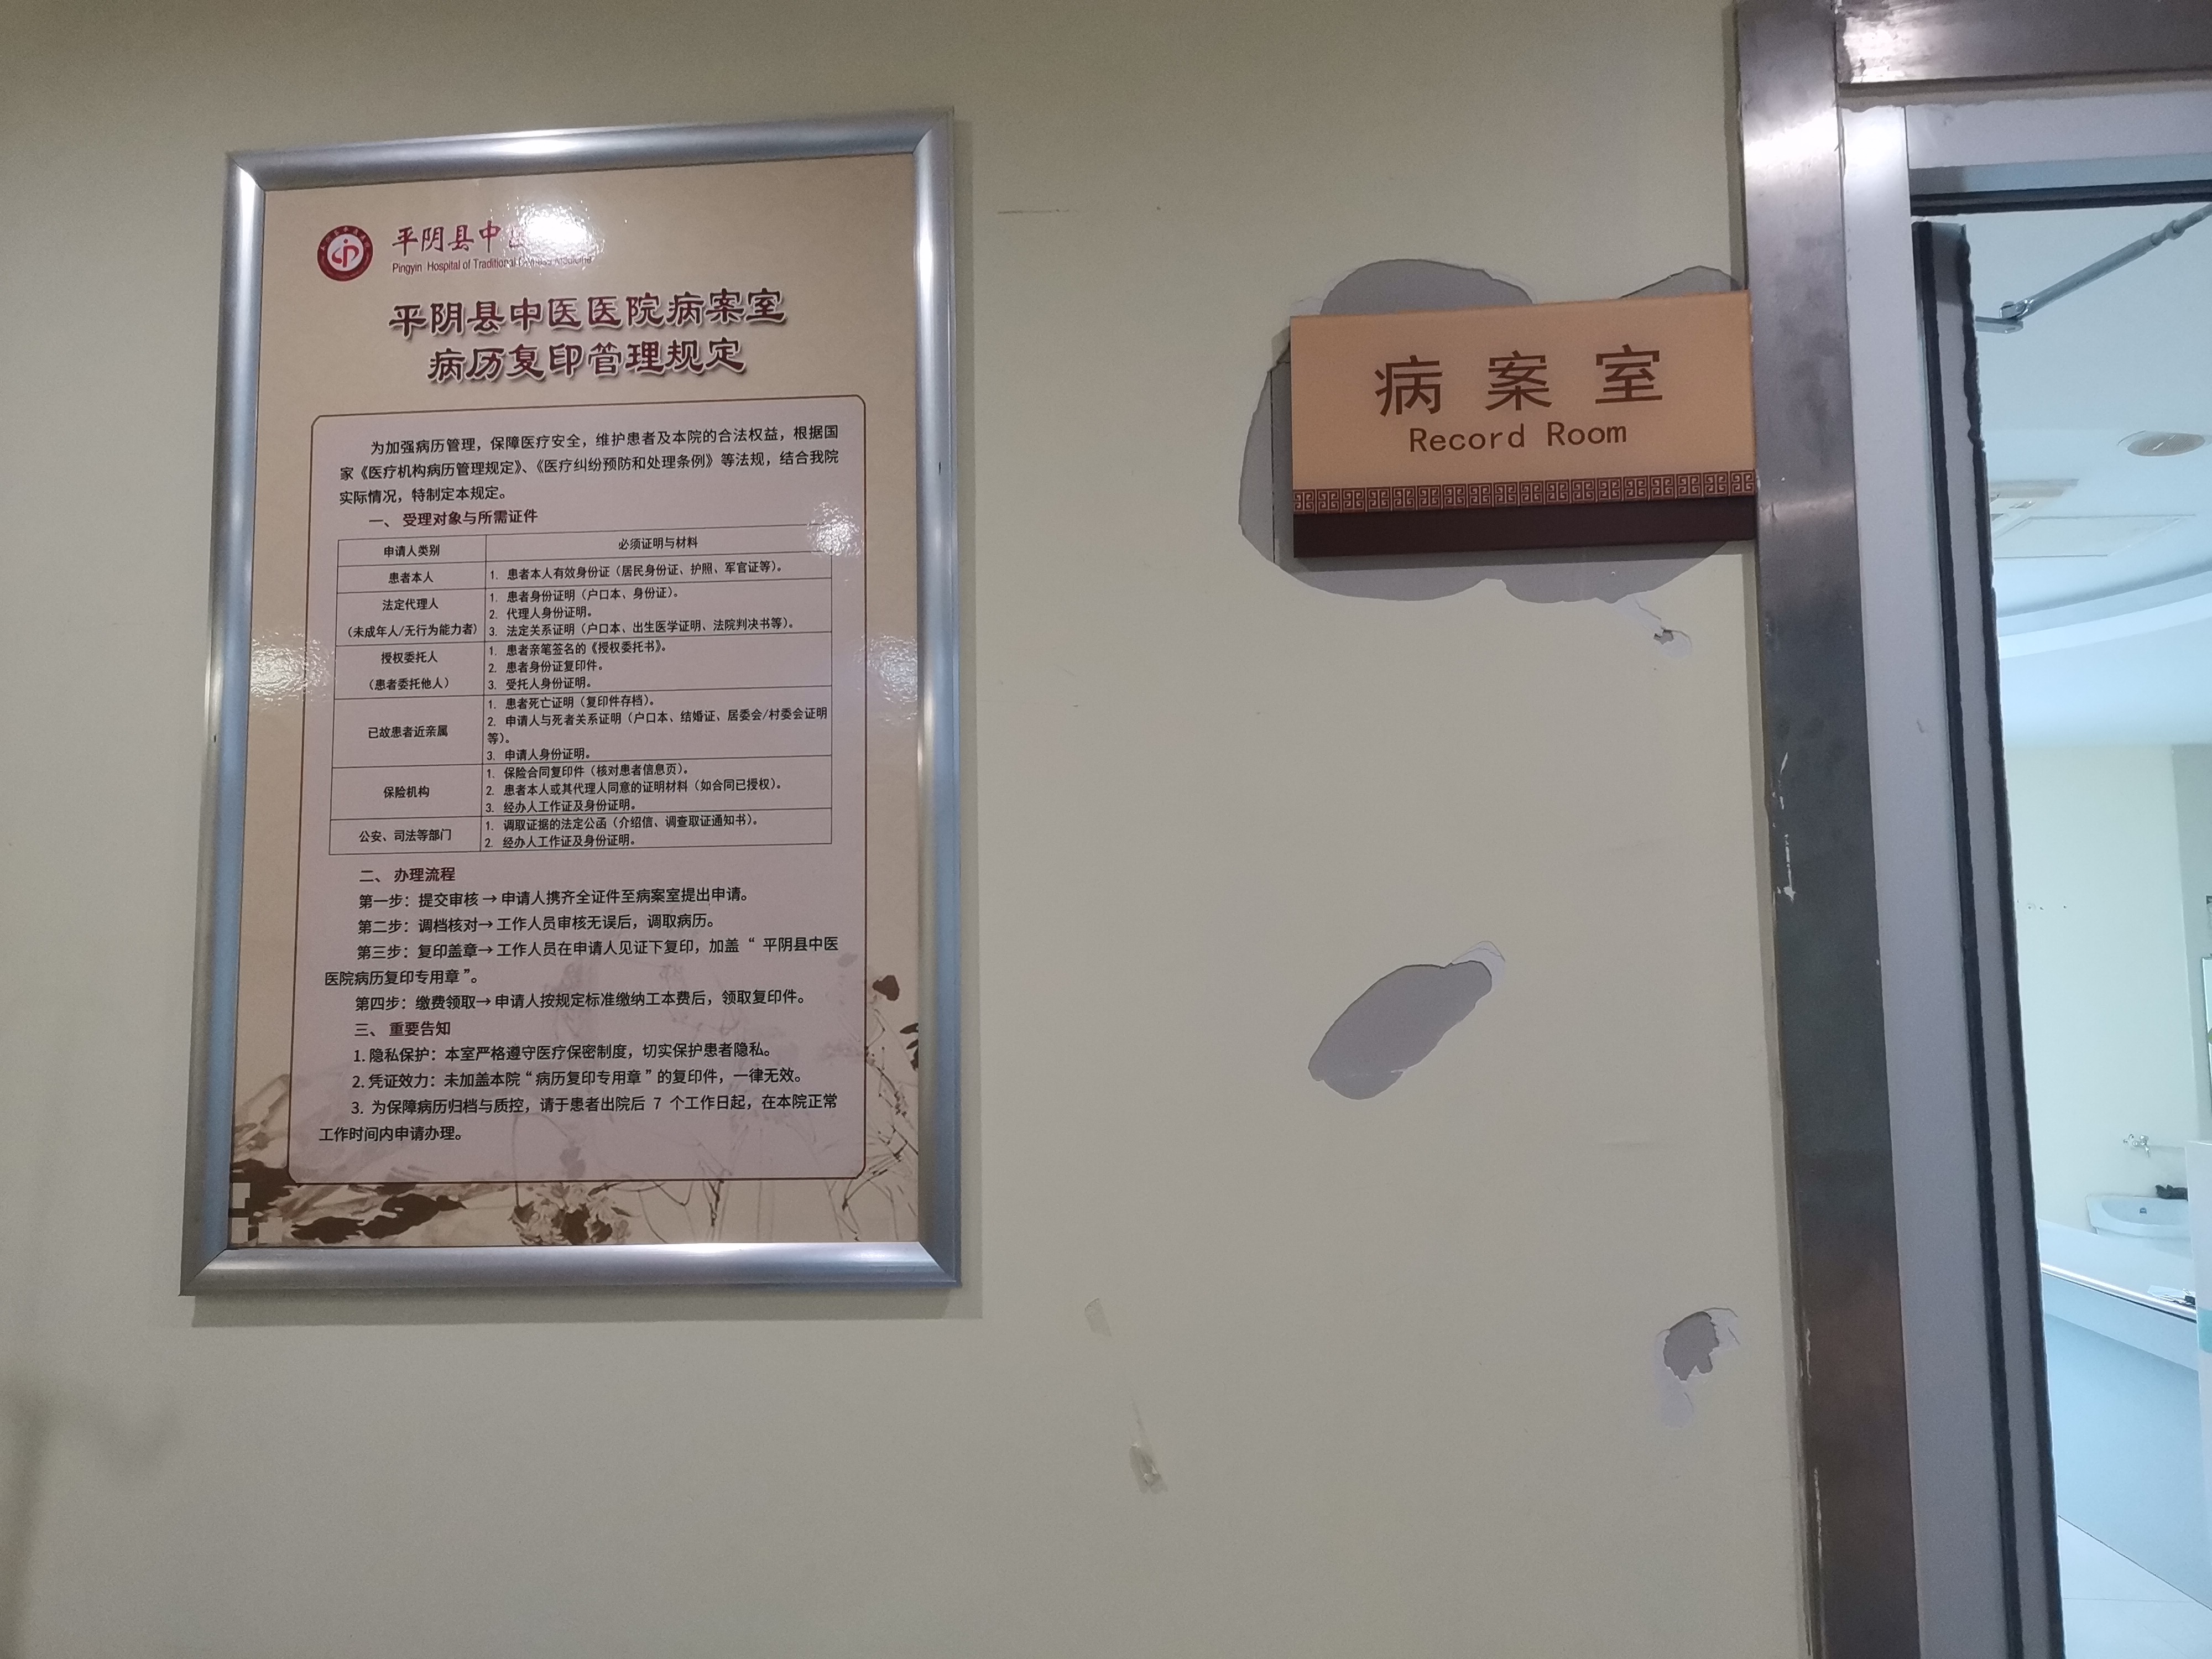 平阴县中
Pingyin Hospital of Traditional Chinese Medicine
平阴县中医医院病案室
病历复印管理规定
为加强病历管理，保障医疗安全，维护患者及本院的合法权益，根据国
家《医疗机构病历管理规定》、《医疗纠纷预防和处理条例》等法规，结合我院
实际情况，特制定本规定。
一、 受理对象与所需证件
申请人类别
必须证明与材料
患者本人
1. 患者本人有效身份证（居民身份证、护照、军官证等）。
法定代理人
（未成年人/无行为能力者）
1. 患者身份证明（户口本、身份证）。
2. 代理人身份证明。
3. 法定关系证明（户口本、出生医学证明、法院判决书等）。
授权委托人
（患者委托他人）
1. 患者亲笔签名的《授权委托书》。
2. 患者身份证复印件。
3. 受托人身份证明。
已故患者近亲属
1. 患者死亡证明（复印件存档）。
2. 申请人与死者关系证明（户口本、结婚证、居委会/村委会证明
等）。
3. 申请人身份证明。
保险机构
1. 保险合同复印件（核对患者信息页）。
2. 患者本人或其代理人同意的证明材料（如合同已授权）。
3. 经办人工作证及身份证明。
公安、司法等部门
1. 调取证据的法定公函（介绍信、调查取证通知书）。
2. 经办人工作证及身份证明。
二、 办理流程
第一步：提交审核 → 申请人携齐全证件至病案室提出申请。
第二步：调档核对→ 工作人员审核无误后，调取病历。
第三步：复印盖章→ 工作人员在申请人见证下复印，加盖“ 平阴县中医
医院病历复印专用章 ”。
第四步：缴费领取→ 申请人按规定标准缴纳工本费后，领取复印件。
三、 重要告知
1. 隐私保护：本室严格遵守医疗保密制度，切实保护患者隐私。
2. 凭证效力：未加盖本院“ 病历复印专用章 ”的复印件，一律无效。
3. 为保障病历归档与质控，请于患者出院后 7 个工作日起，在本院正常
工作时间内申请办理。
病案室
Record Room